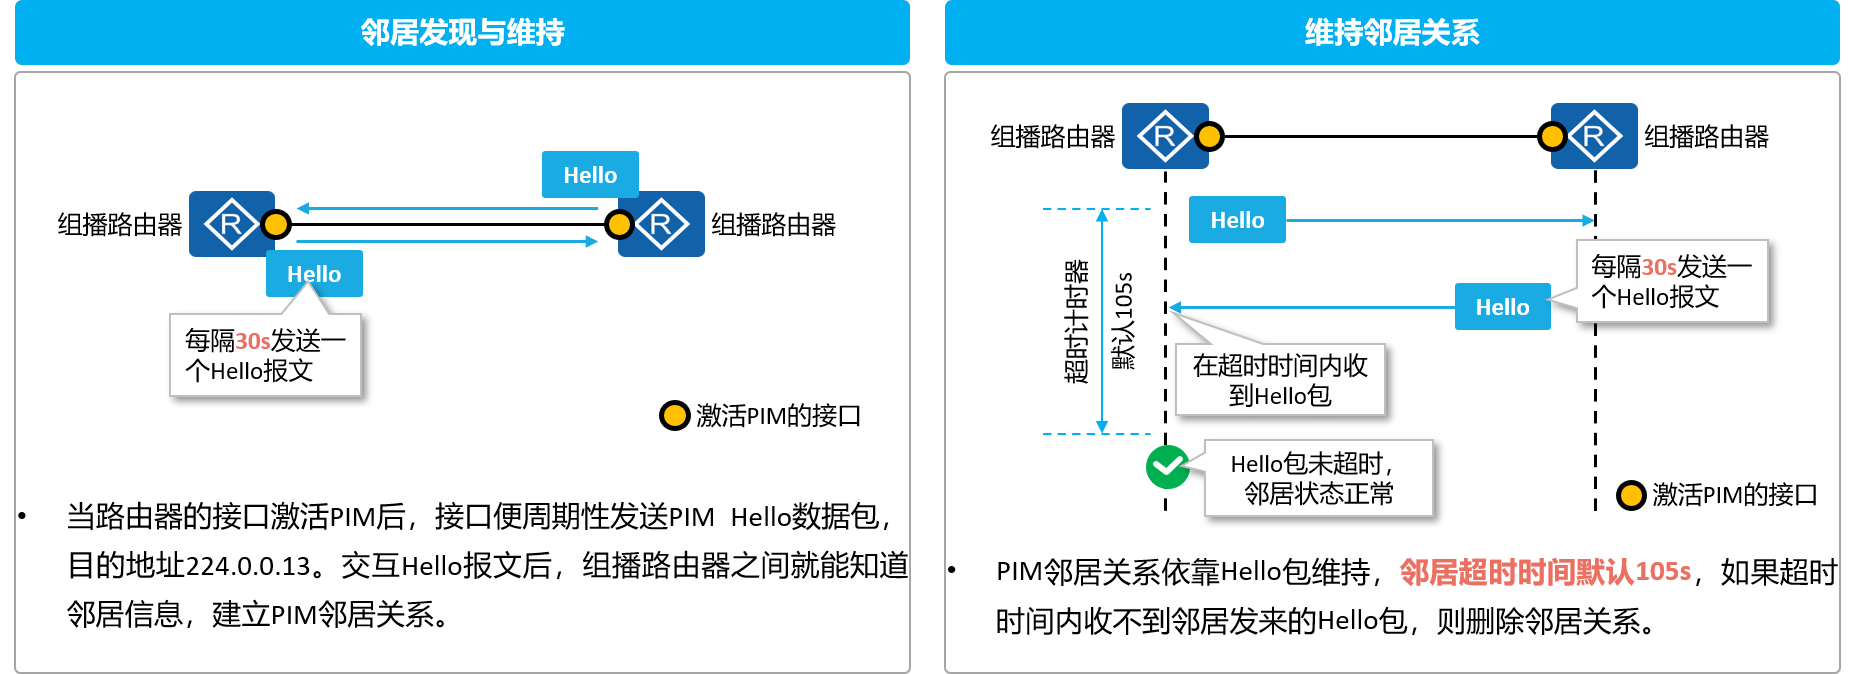 邻居发现与维持
Hello
组播路由器
R
R
组播路由器
Hello
每隔30s发送一
个Hello报文
激活PIM的接口
• 当路由器的接口激活PIM后，接口便周期性发送PIM Hello数据包，
目的地址224.0.0.13。交互Hello报文后，组播路由器之间就能知道
邻居信息，建立PIM邻居关系。
维持邻居关系
组播路由器
R
R
组播路由器
Hello
每隔30s发送一
个Hello报文
Hello
超时计时器
默认105s
在超时时间内收
到Hello包
Hello包未超时，
邻居状态正常
激活PIM的接口
• PIM邻居关系依靠Hello包维持，邻居超时时间默认105s，如果超时
时间内收不到邻居发来的Hello包，则删除邻居关系。